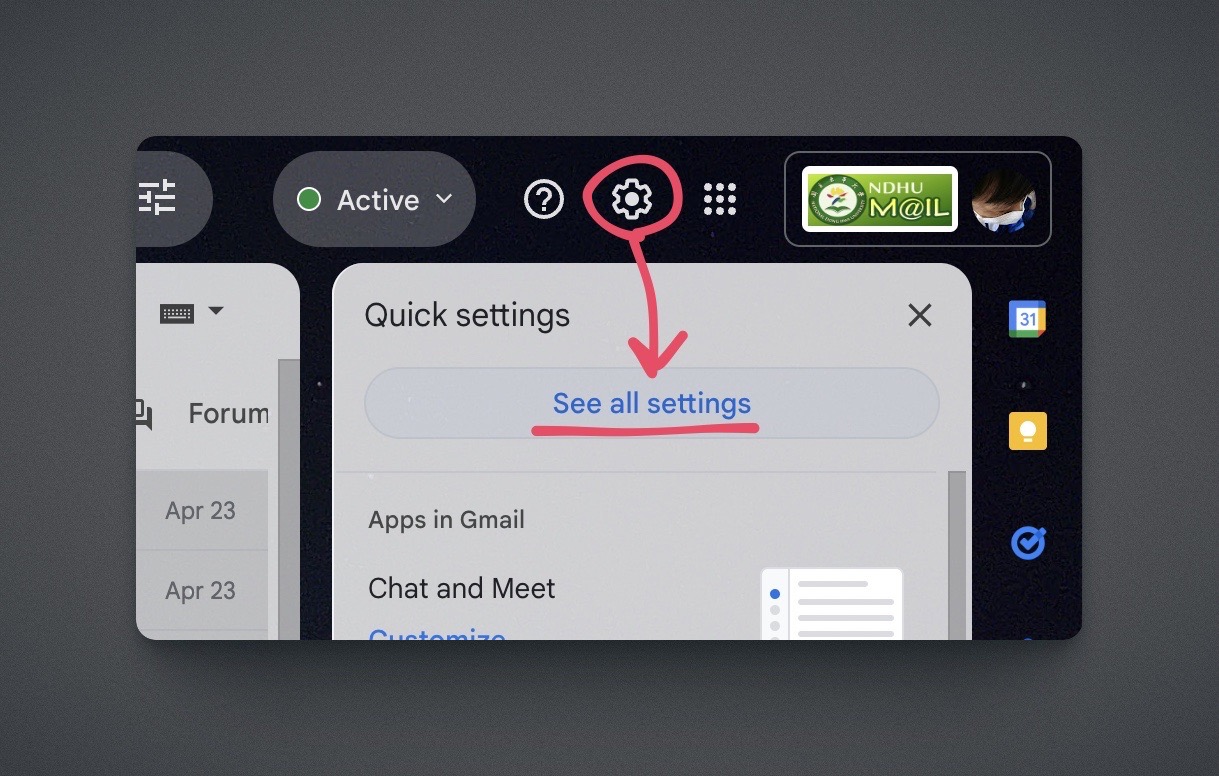 Active
NDHU
M@IL
Quick settings
31
See all settings
Forum
Apr 23
Apps in Gmail
Apr 23
Chat and Meet
Customize